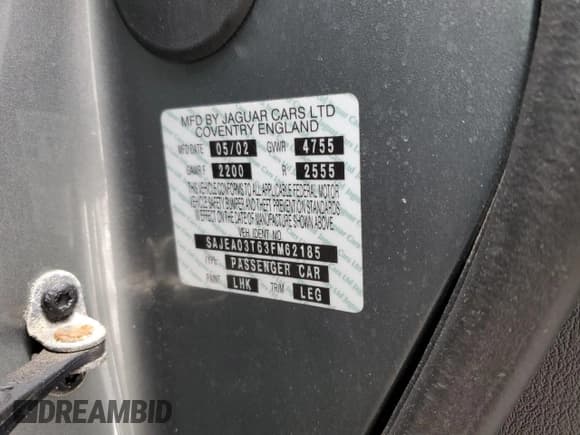 MFD BY JAGUAR CARS LTD
COVENTRY ENGLAND
MFD DATE 05/02 GVWR 4755
GAWR F 2200 R 2555
THIS VEHICLE CONFORMS TO ALL APPLICABLE FEDERAL MOTOR
VEHICLE SAFETY BUMPER AND THEFT PREVENTION STANDARDS
IN EFFECT ON THE DATE OF MANUFACTURE SHOWN ABOVE.
VEH. IDENT NO.
SAJEA03T63FM62185
TYPE: PASSENGER CAR
PAINT LHK TRIM LEG
DREAMBID